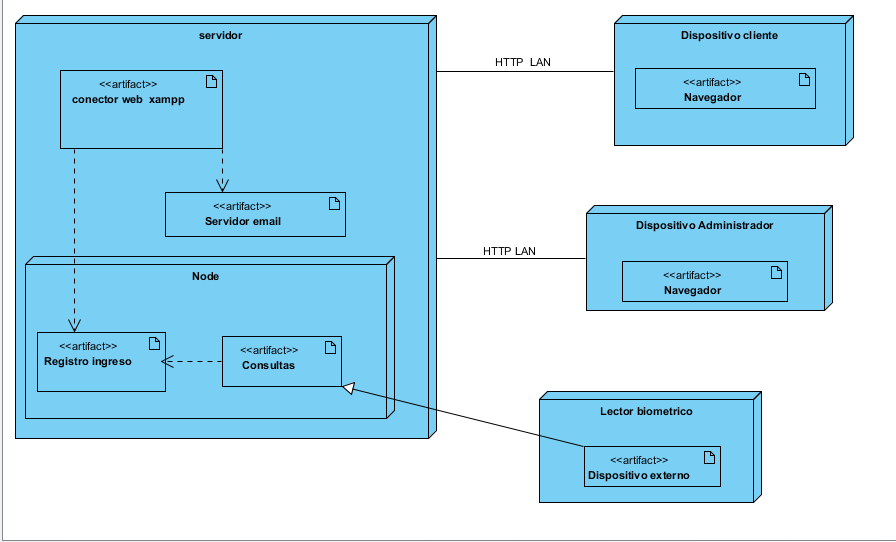 servidor
<<artifact>>
conector web  xampp
<<artifact>>
Servidor email
Node
<<artifact>>
Registro ingreso
<<artifact>>
Consultas
HTTP  LAN
Dispositivo cliente
<<artifact>>
Navegador
HTTP LAN
Dispositivo Administrador
<<artifact>>
Navegador
Lector biometrico
<<artifact>>
Dispositivo externo